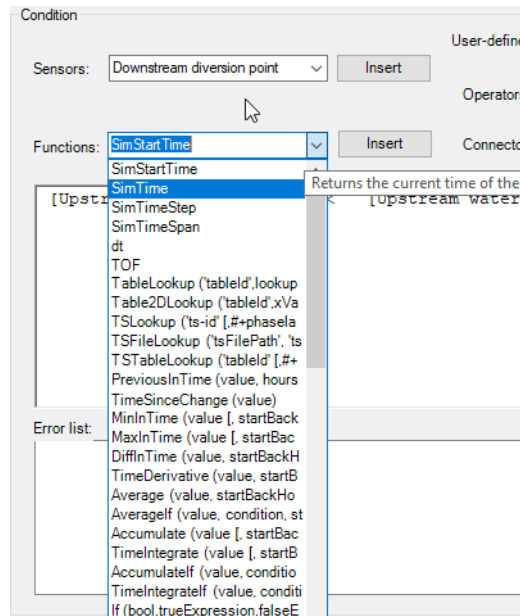 Condition
User-define
Sensors: Downstream diversion point Insert
Operators
Functions: SimStartTime Insert Connecto
SimStartTime
SimTime
Returns the current time of the
[Upstr < [Upstream water
SimTimeStep
SimTimeSpan
dt
TOF
TableLookup ('tableId',lookup
Table2DLookup ('tableId',xVa
TSLookup ('ts-id' [,#+phasela
TSFileLookup ('tsFilePath', 'ts
TSTableLookup ('tableId' [,#+
PreviousInTime (value, hours
TimeSinceChange (value)
MinInTime (value [, startBack
MaxInTime (value [, startBac
Error list:
DiffInTime (value, startBackH
TimeDerivative (value, startB
Average (value, startBackHo
AverageIf (value, condition, st
Accumulate (value [, startBac
TimeIntegrate (value [, startB
AccumulateIf (value, conditio
TimeIntegrateIf (value, conditi
If (bool,trueExpression,falseE